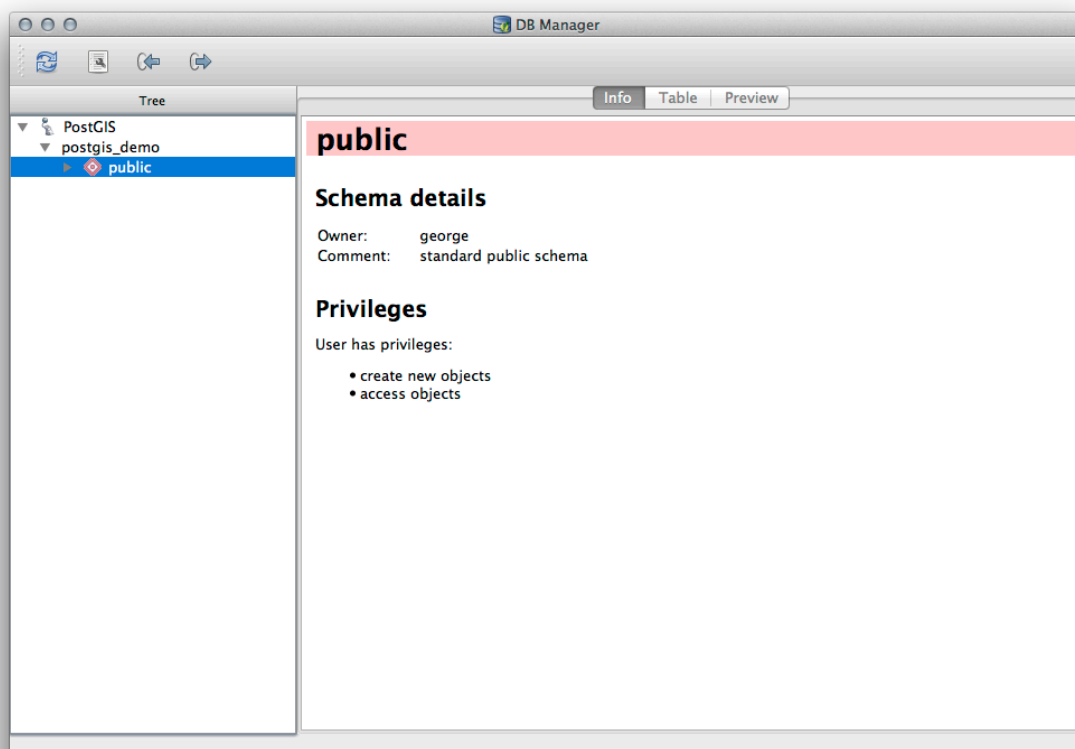 DB Manager
Tree
Info Table Preview
PostGIS
postgis_demo
public
public
Schema details
Owner: george
Comment: standard public schema
Privileges
User has privileges:
• create new objects
• access objects